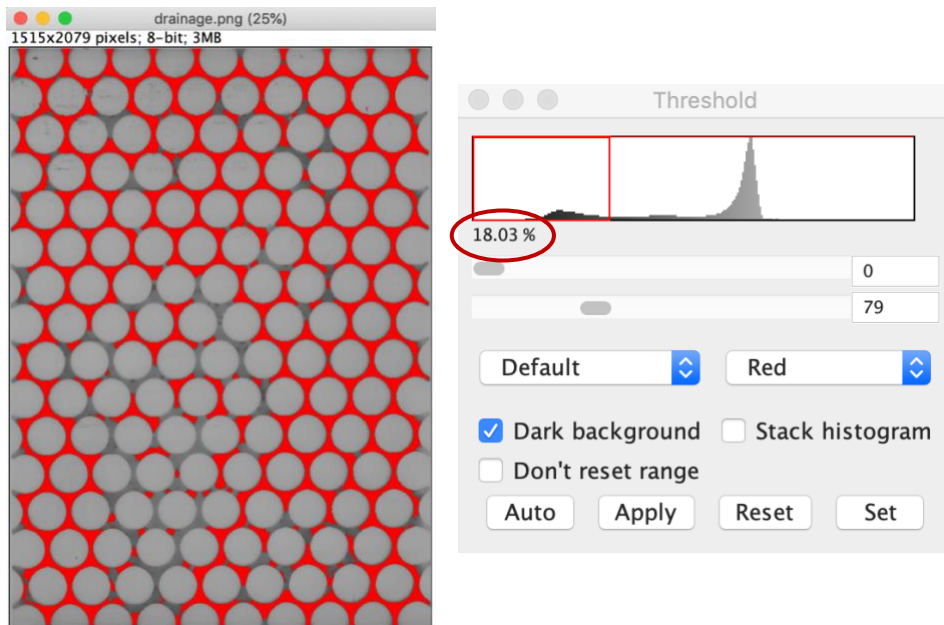 drainage.png (25%)
1515x2079 pixels; 8-bit; 3MB
Threshold
18.03 %
0
79
Default Red
Dark background Stack histogram
Don't reset range
Auto Apply Reset Set